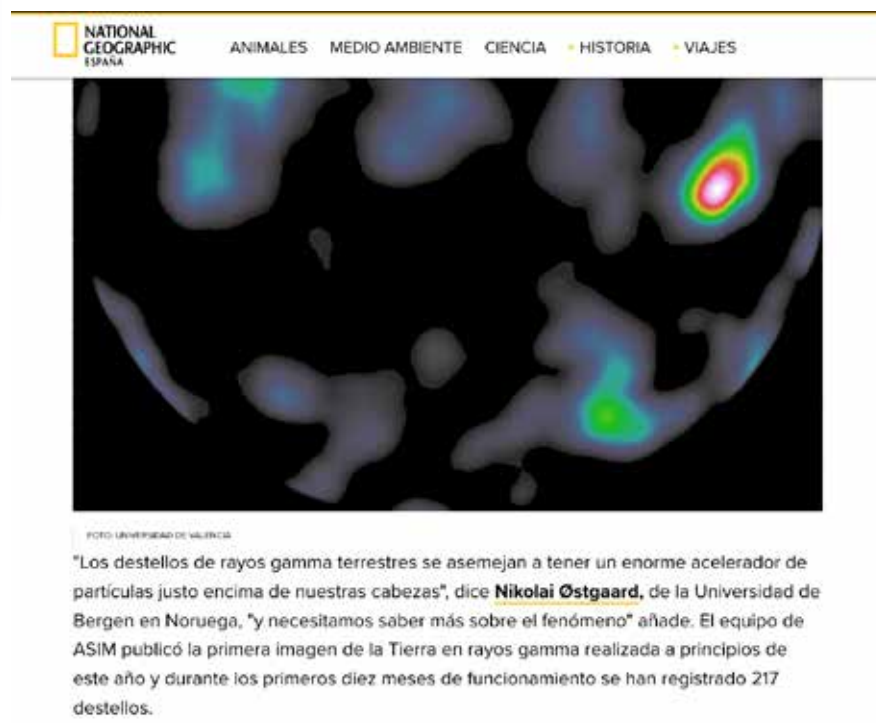 NATIONAL
GEOGRAPHIC
ESPAÑA
ANIMALES MEDIO AMBIENTE CIENCIA HISTORIA VIAJES
FOTO: UNIVERSIDAD DE VALENCIA
"Los destellos de rayos gamma terrestres se asemejan a tener un enorme acelerador de
partículas justo encima de nuestras cabezas", dice Nikolai Østgaard, de la Universidad de
Bergen en Noruega, "y necesitamos saber más sobre el fenómeno" añade. El equipo de
ASIM publicó la primera imagen de la Tierra en rayos gamma realizada a principios de
este año y durante los primeros diez meses de funcionamiento se han registrado 217
destellos.